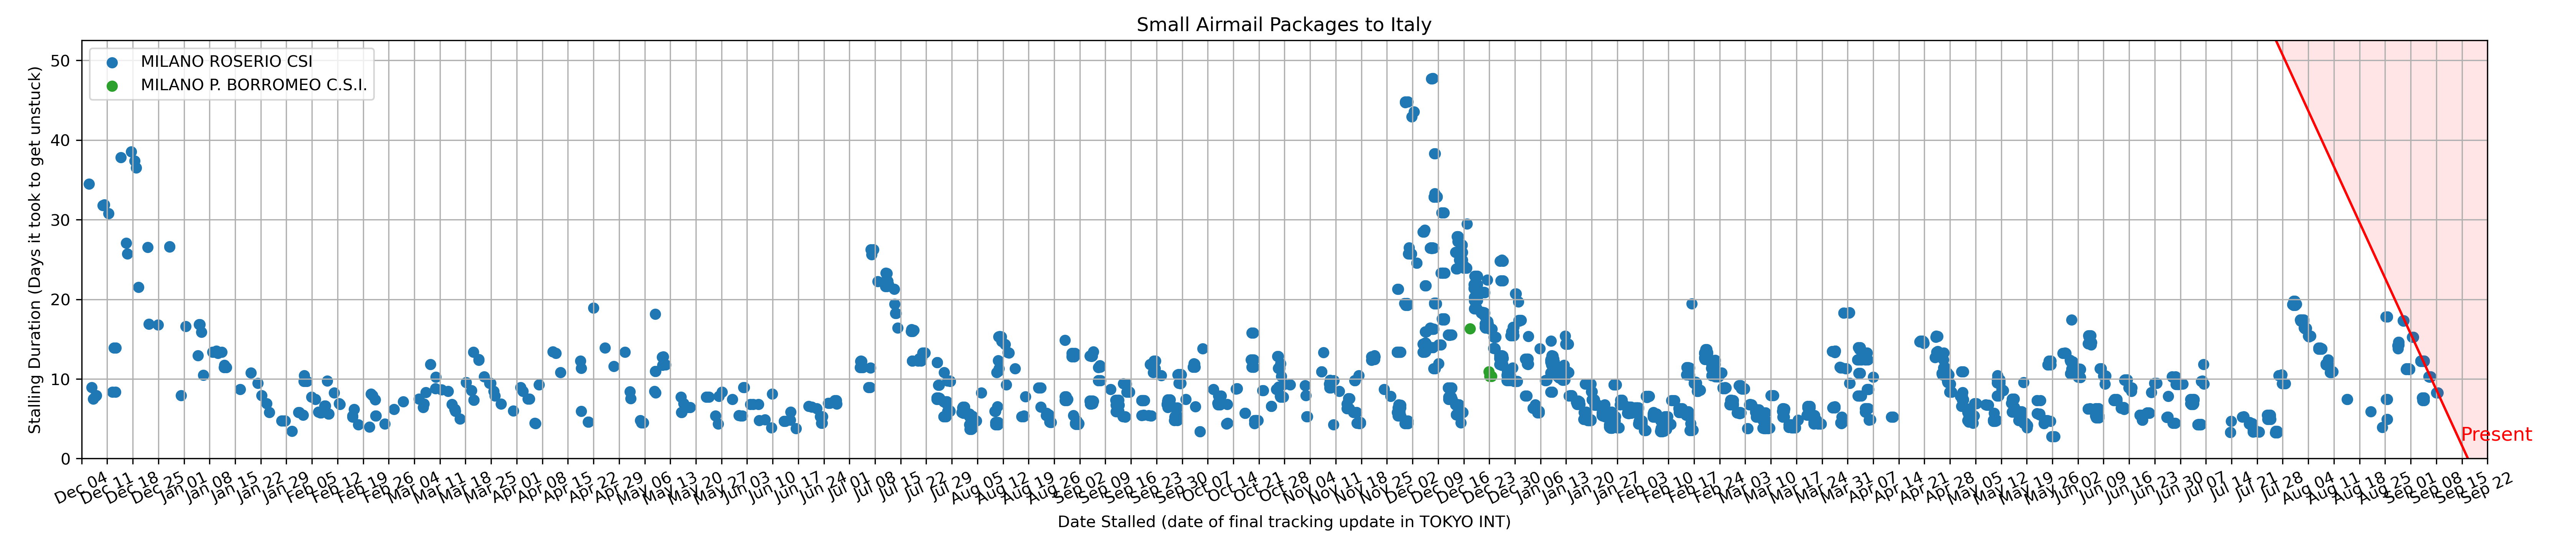 Small Airmail Packages to Italy
MILANO ROSERIO CSI
MILANO P. BORROMEO C.S.I.
Stalling Duration (Days it took to get unstuck)
50
40
30
20
10
0
Present
Dec 04
Dec 11
Dec 18
Dec 25
Jan 01
Jan 08
Jan 15
Jan 22
Jan 29
Feb 05
Feb 12
Feb 19
Feb 26
Mar 04
Mar 11
Mar 18
Mar 25
Apr 01
Apr 08
Apr 15
Apr 22
Apr 29
May 06
May 13
May 20
May 27
Jun 03
Jun 10
Jun 17
Jun 24
Jul 01
Jul 08
Jul 15
Jul 22
Jul 29
Aug 05
Aug 12
Aug 19
Aug 26
Sep 02
Sep 09
Sep 16
Sep 23
Sep 30
Oct 07
Oct 14
Oct 21
Oct 28
Nov 04
Nov 11
Nov 18
Nov 25
Dec 02
Dec 09
Dec 16
Dec 23
Dec 30
Jan 06
Jan 13
Jan 20
Jan 27
Feb 03
Feb 10
Feb 17
Feb 24
Mar 03
Mar 10
Mar 17
Mar 24
Mar 31
Apr 07
Apr 14
Apr 21
Apr 28
May 05
May 12
May 19
May 26
Jun 02
Jun 09
Jun 16
Jun 23
Jun 30
Jul 07
Jul 14
Jul 21
Jul 28
Aug 04
Aug 11
Aug 18
Aug 25
Sep 01
Sep 08
Sep 15
Sep 22
Date Stalled (date of final tracking update in TOKYO INT)